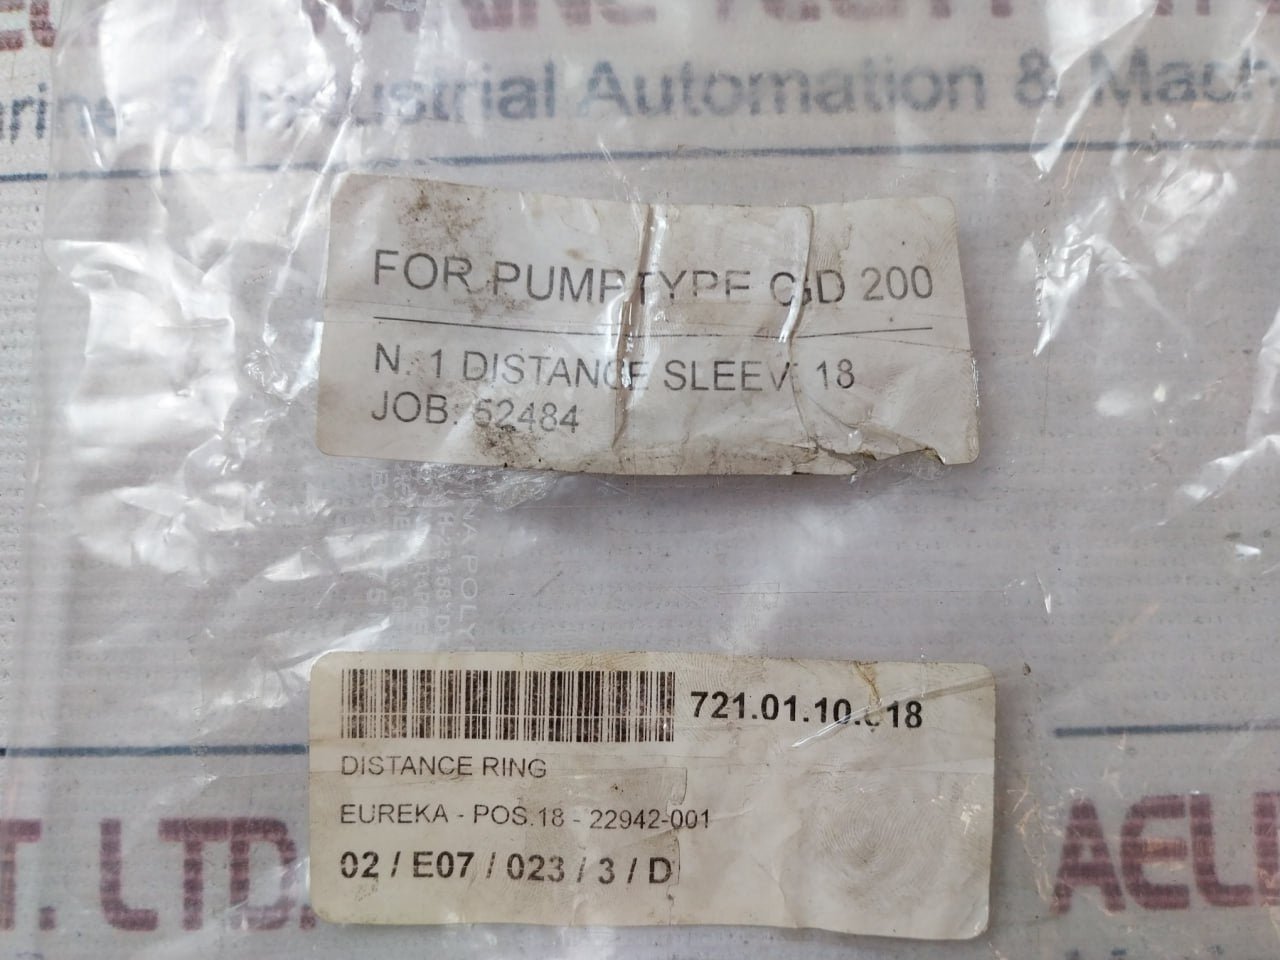 & Industrial Automation &
FOR PUMP TYPE CGD 200
N. 1 DISTANCE SLEEV 18
JOB: 52484
721.01.10.018
DISTANCE RING
EUREKA - POS.18 - 22942-001
02 / E07 / 023 / 3 / D
T. LTD.